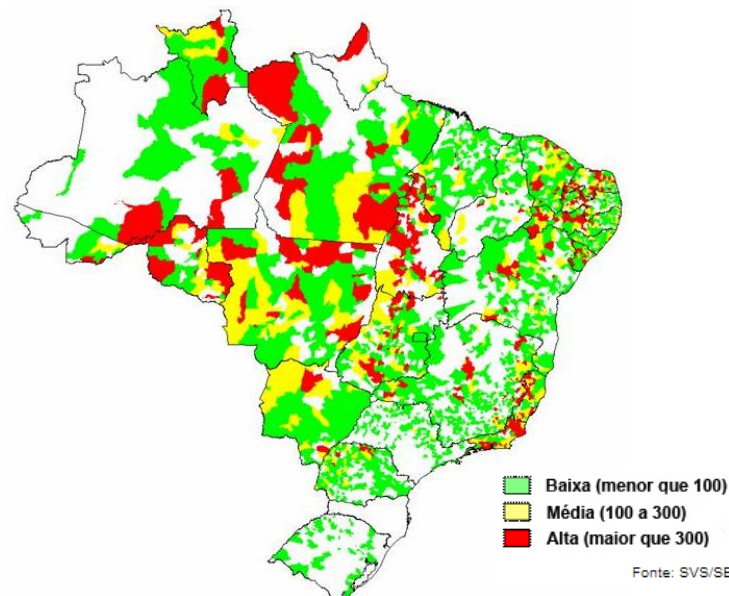 Baixa (menor que 100)
Média (100 a 300)
Alta (maior que 300)
Fonte: SVS/SE